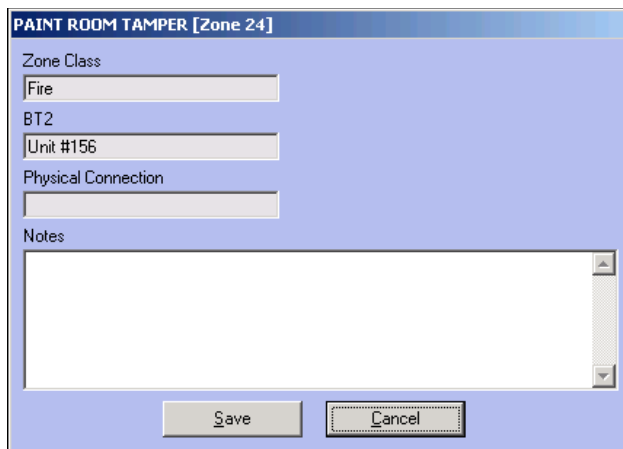 PAINT ROOM TAMPER [Zone 24]
Zone Class
Fire
BT2
Unit #156
Physical Connection
Notes
Save Cancel